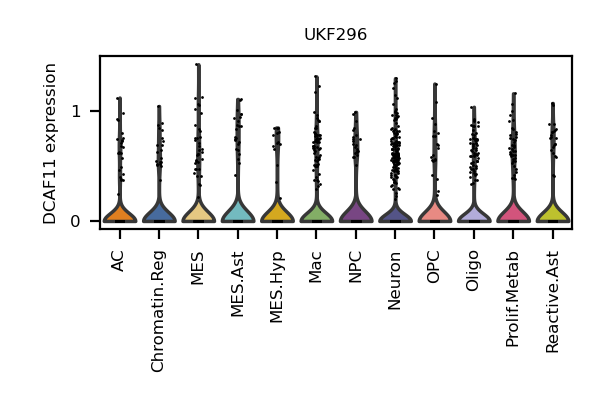 UKF296
DCAF11 expression
1
0
AC
Chromatin.Reg
MES
MES.Ast
MES.Hyp
Mac
NPC
Neuron
OPC
Oligo
Prolif.Metab
Reactive.Ast